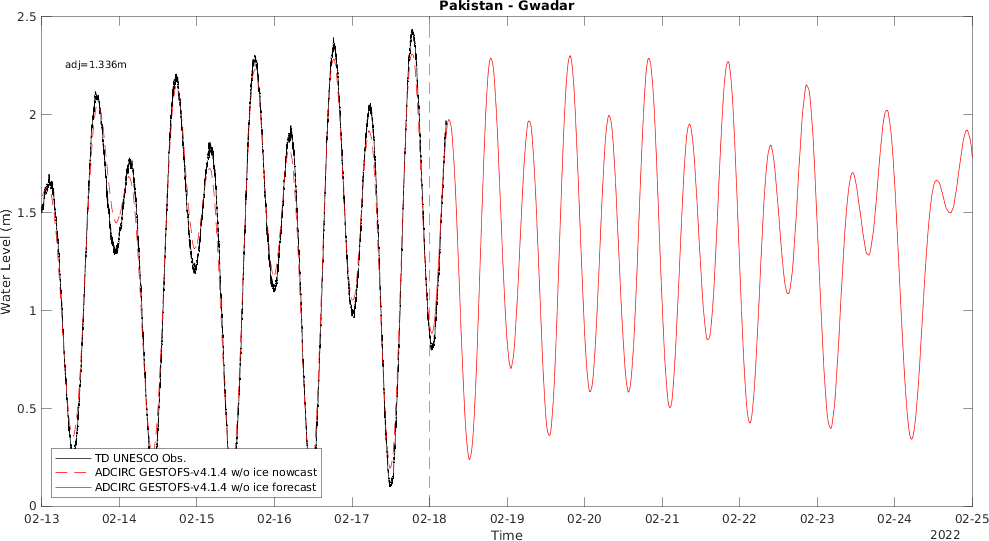 Pakistan - Gwadar
2.5
adj=1.336m
2
1.5
Water Level (m)
1
0.5
TD UNESCO Obs.
ADCIRC GESTOFS-v4.1.4 w/o ice nowcast
ADCIRC GESTOFS-v4.1.4 w/o ice forecast
0
02-13 02-14 02-15 02-16 02-17 02-18 02-19 02-20 02-21 02-22 02-23 02-24 02-25
Time
2022